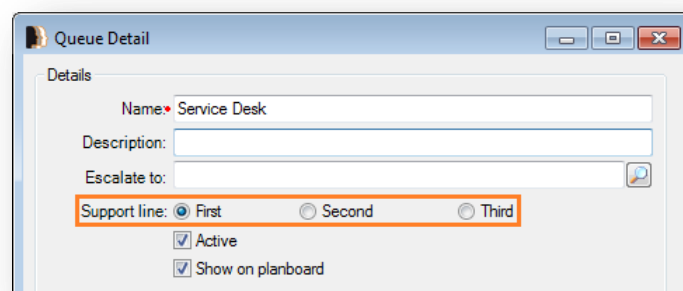 Queue Detail
Details
Name: Service Desk
Description:
Escalate to:
Support line: First Second Third
Active
Show on planboard